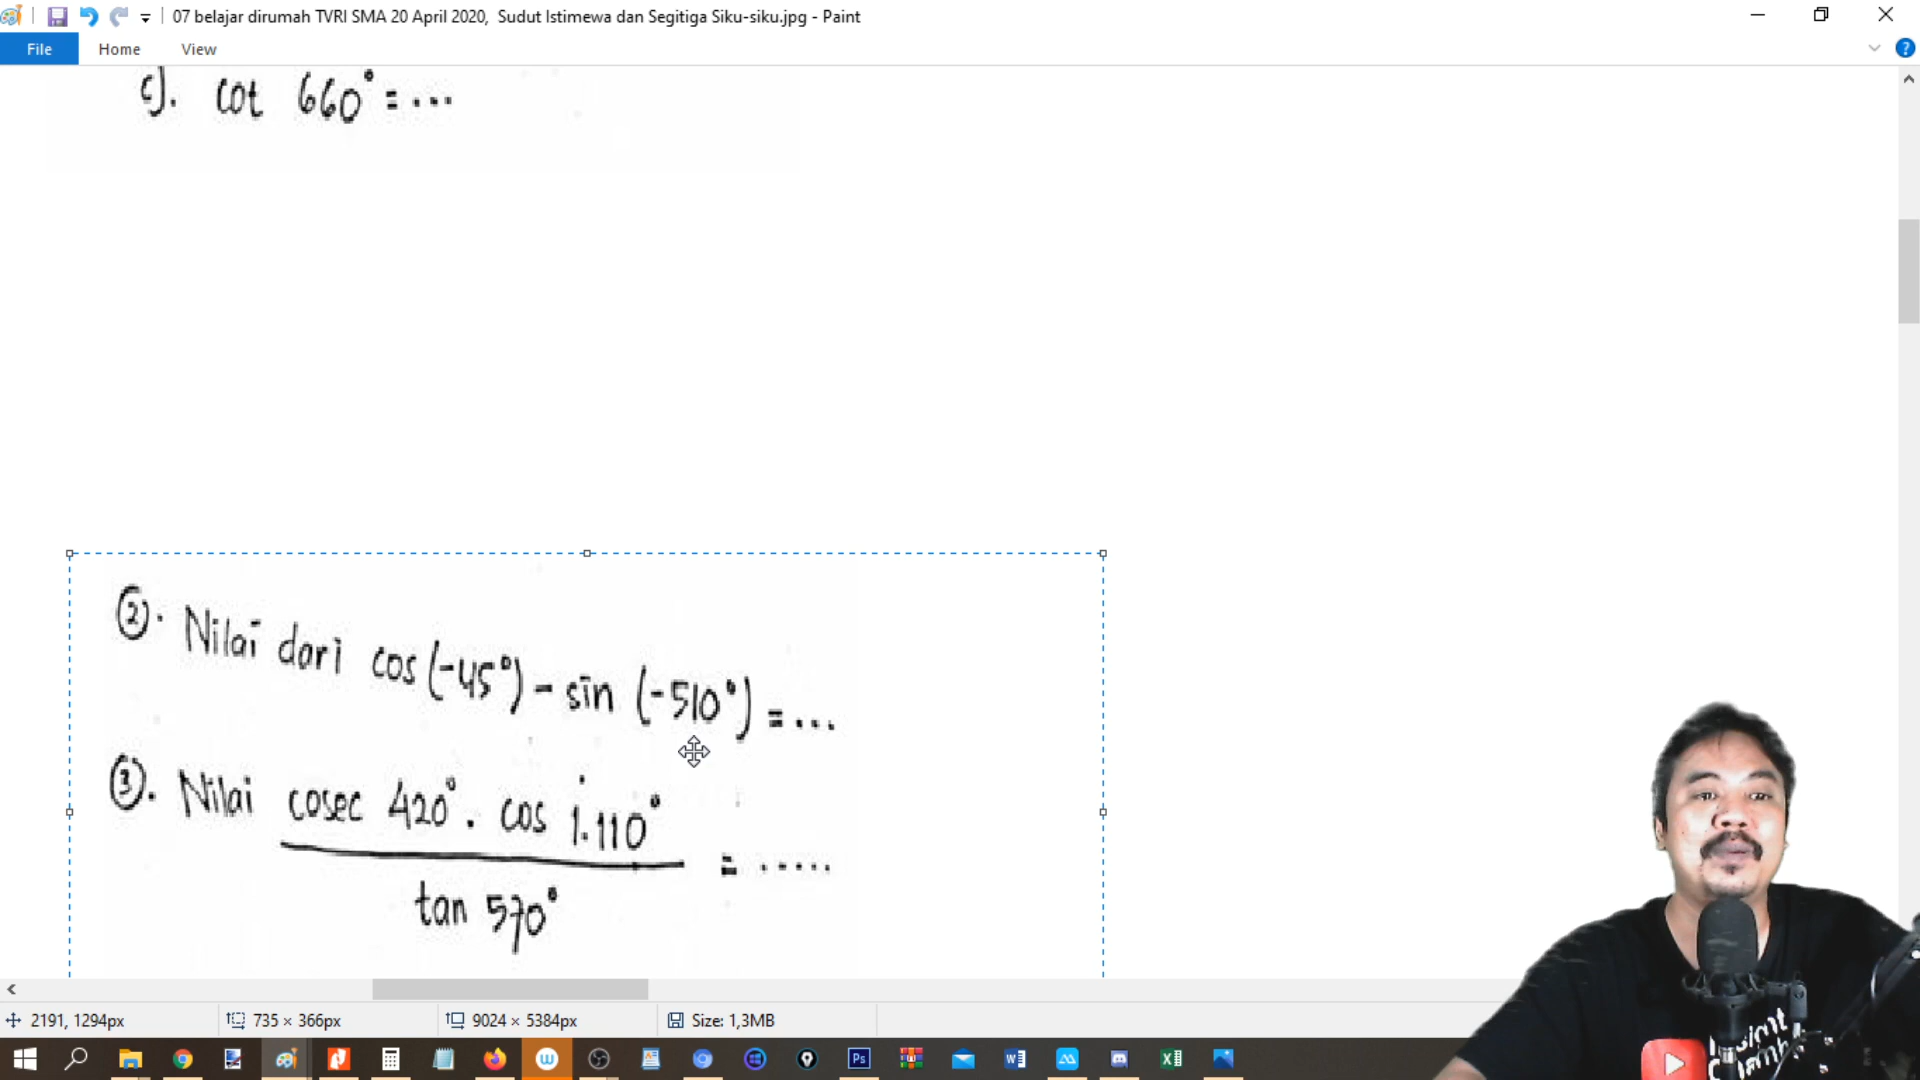 07 belajar dirumah TVRI SMA 20 April 2020, Sudut Istimewa dan Segitiga Siku-siku.jpg - Paint
File Home View
c). cot 660° = ...
②. Nilai dari cos (-45°) - sin (-510°) = ...
③. Nilai cosec 420° . cos 1.110°
= .....
tan 570°
2191, 1294px 735 × 366px 9024 × 5384px Size: 1,3MB
Ps